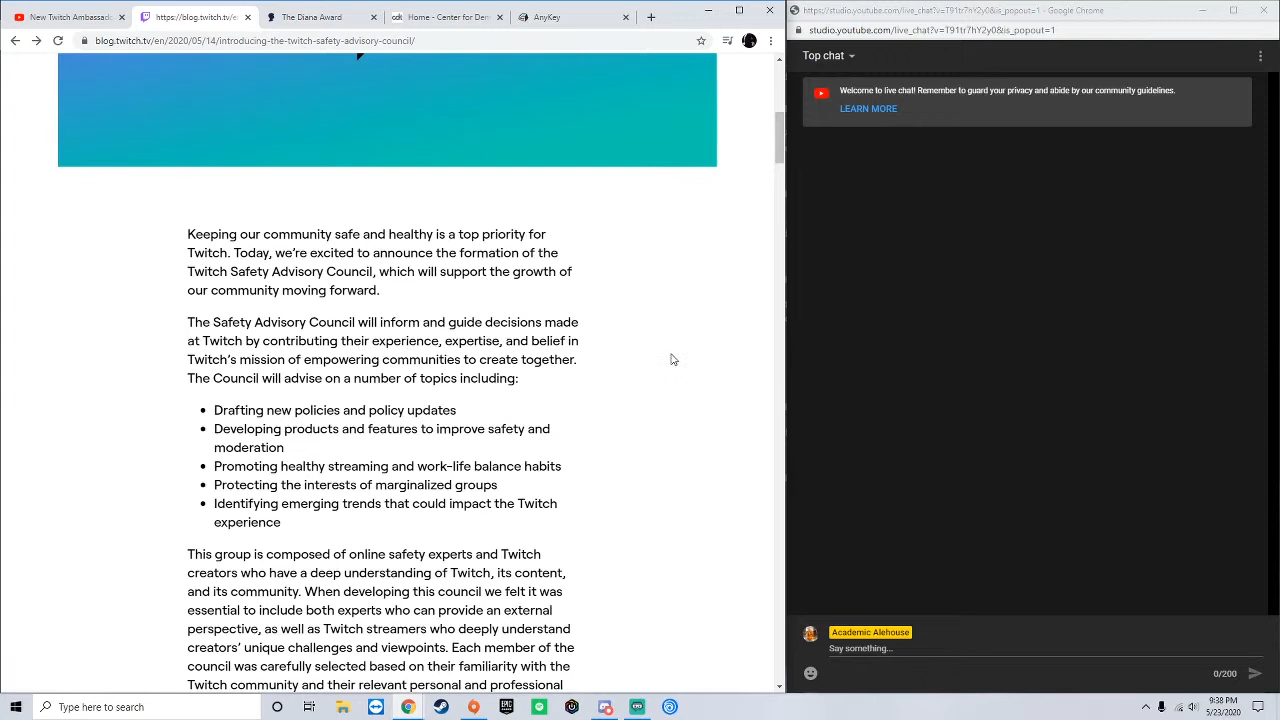 New Twitch Ambassado
https://blog.twitch.tv/en
The Diana Award
cdt
Home - Center for Dem
AnyKey
https://studio.youtube.com/live_chat?v=T91tr7hY2y0&is_popout=1 - Google Chrome
blog.twitch.tv/en/2020/05/14/introducing-the-twitch-safety-advisory-council/
studio.youtube.com/live_chat?v=T91tr7hY2y0&is_popout=1
Top chat
Welcome to live chat! Remember to guard your privacy and abide by our community guidelines.
LEARN MORE
Keeping our community safe and healthy is a top priority for
Twitch. Today, we're excited to announce the formation of the
Twitch Safety Advisory Council, which will support the growth of
our community moving forward.
The Safety Advisory Council will inform and guide decisions made
at Twitch by contributing their experience, expertise, and belief in
Twitch's mission of empowering communities to create together.
The Council will advise on a number of topics including:
• Drafting new policies and policy updates
• Developing products and features to improve safety and
moderation
• Promoting healthy streaming and work-life balance habits
• Protecting the interests of marginalized groups
• Identifying emerging trends that could impact the Twitch
experience
This group is composed of online safety experts and Twitch
creators who have a deep understanding of Twitch, its content,
and its community. When developing this council we felt it was
essential to include both experts who can provide an external
perspective, as well as Twitch streamers who deeply understand
creators' unique challenges and viewpoints. Each member of the
council was carefully selected based on their familiarity with the
Twitch community and their relevant personal and professional
Academic Alehouse
Say something...
0/200
Type here to search
EPIC
9:38 PM
5/23/2020